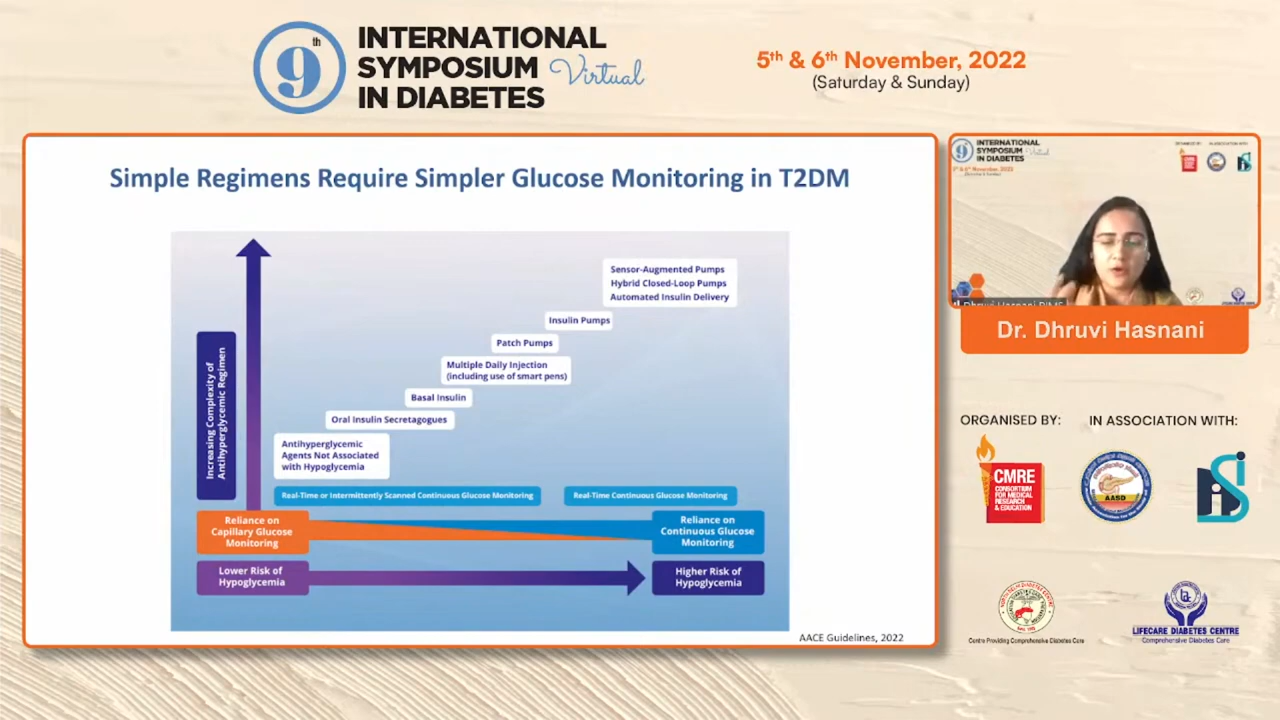 9th
INTERNATIONAL
SYMPOSIUM Virtual
IN DIABETES
5th & 6th November, 2022
(Saturday & Sunday)
Simple Regimens Require Simpler Glucose Monitoring in T2DM
Increasing Complexity of
Antihyperglycemic Regimen
Sensor-Augmented Pumps
Hybrid Closed-Loop Pumps
Automated Insulin Delivery
Insulin Pumps
Patch Pumps
Multiple Daily Injection
(including use of smart pens)
Basal Insulin
Oral Insulin Secretagogues
Antihyperglycemic
Agents Not Associated
with Hypoglycemia
Real-Time or Intermittently Scanned Continuous Glucose Monitoring
Real-Time Continuous Glucose Monitoring
Reliance on
Capillary Glucose
Monitoring
Reliance on
Continuous Glucose
Monitoring
Lower Risk of
Hypoglycemia
Higher Risk of
Hypoglycemia
AACE Guidelines, 2022
9
INTERNATIONAL
SYMPOSIUM
IN DIABETES
Dr. Dhruvi Hasnani
ORGANISED BY:
IN ASSOCIATION WITH:
CMRE
CONSORTIUM
FOR MEDICAL
RESEARCH
& EDUCATION
AASD
Centre Providing Comprehensive Diabetes Care
LIFECARE DIABETES CENTRE
Comprehensive Diabetes Care